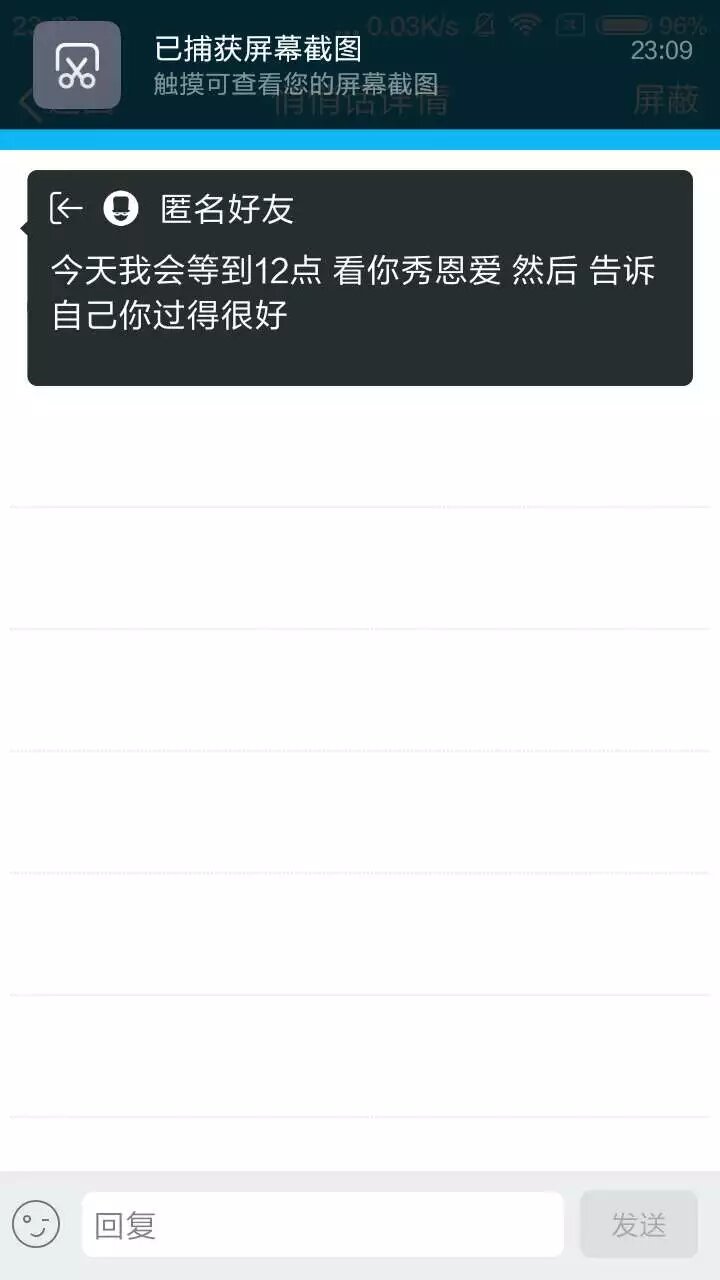 已捕获屏幕截图
23:09
触摸可查看您的屏幕截图
0.03K/s
96%
悄悄话详情
屏蔽
匿名好友
今天我会等到12点 看你秀恩爱 然后 告诉
自己你过得很好
回复
发送